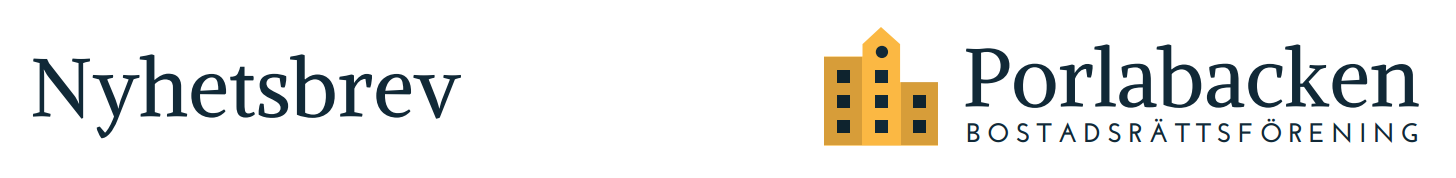 Nyhetsbrev
Porlabacken
BOSTADSRÄTTSFÖRENING